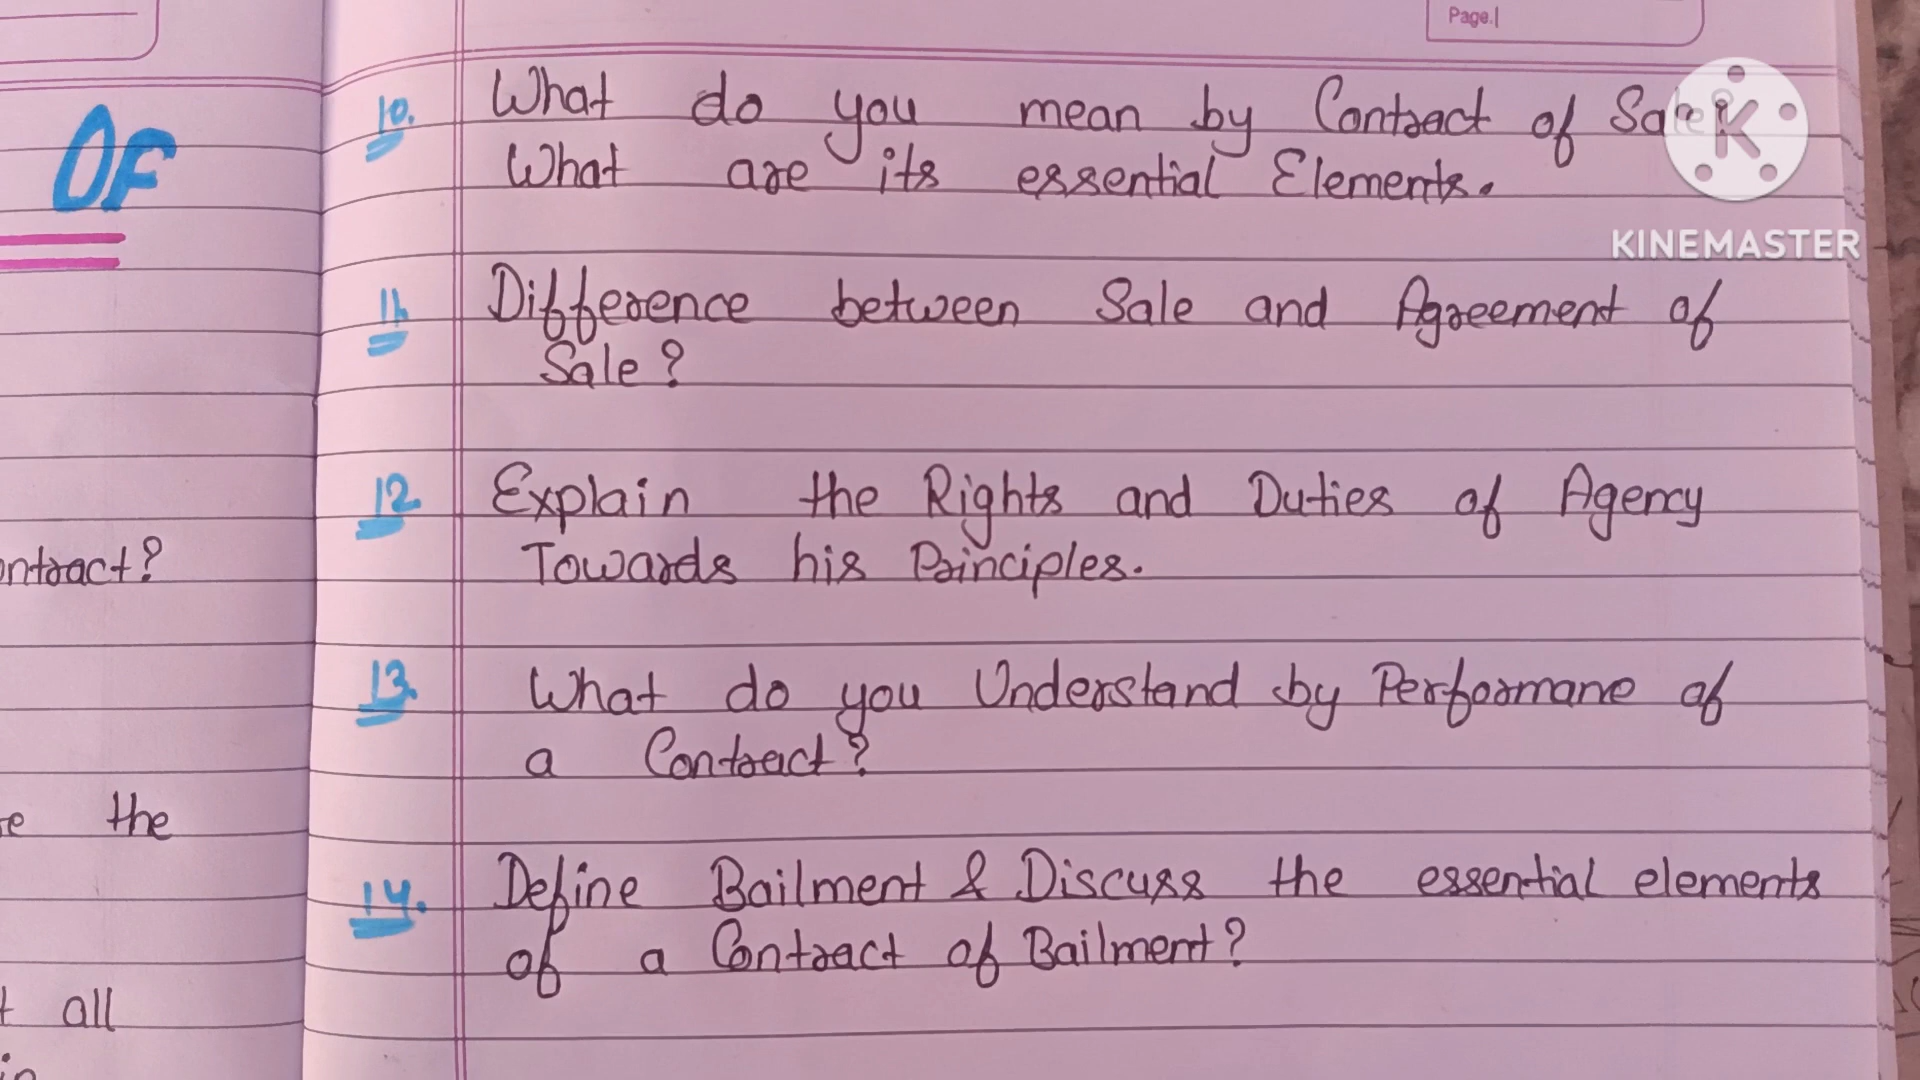 OF
ontract?
e the
t all
in
Page.
10. What do you mean by Contract of Sale?
What are its essential Elements.
11. Difference between Sale and Agreement of
Sale?
12. Explain the Rights and Duties of Agency
Towards his Principles.
13. What do you Understand by Performane of
a Contract?
14. Define Bailment & Discuss the essential elements
of a Contract of Bailment?
K
KINEMASTER